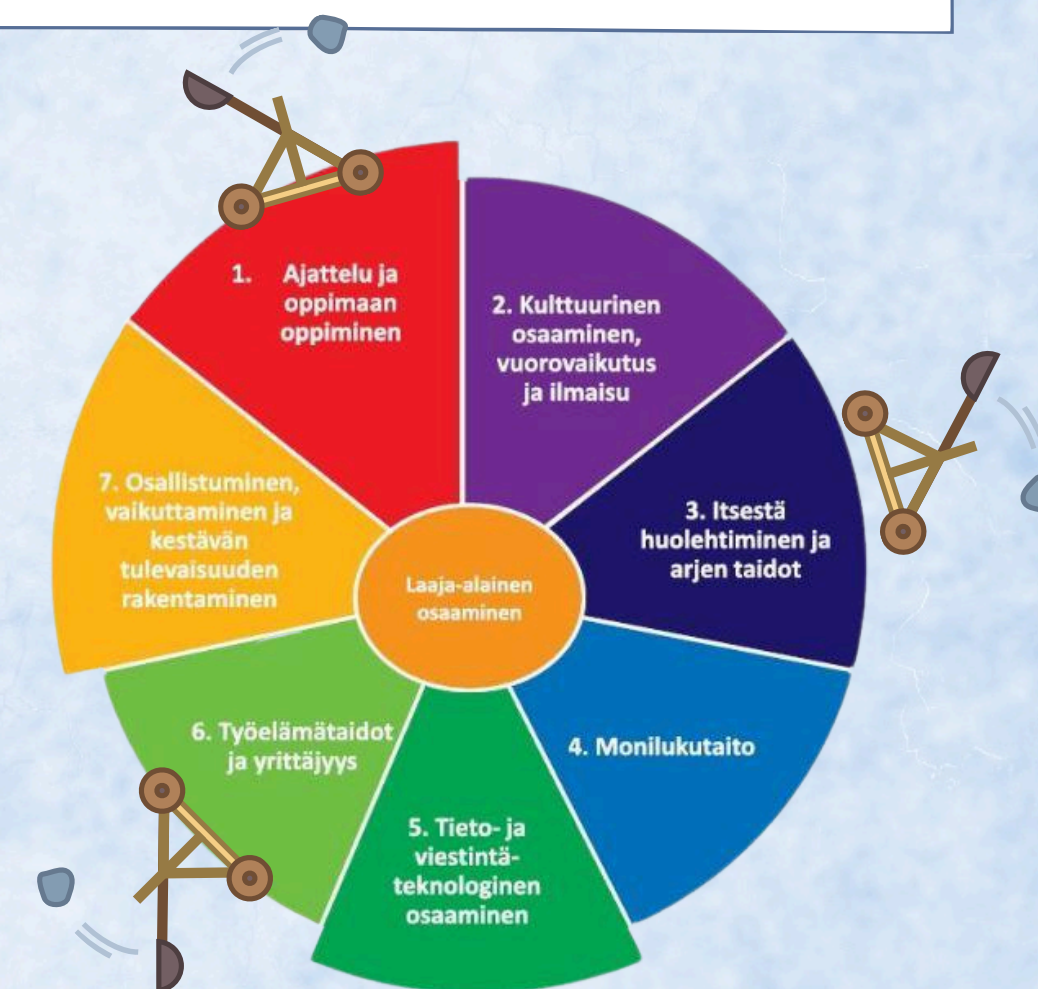 1. Ajattelu ja
oppimaan
oppiminen
2. Kulttuurinen
osaaminen,
vuorovaikutus
ja ilmaisu
3. Itsestä
huolehtiminen ja
arjen taidot
4. Monilukutaito
5. Tieto- ja
viestintä-
teknologinen
osaaminen
6. Työelämätaidot
ja yrittäjyys
7. Osallistuminen,
vaikuttaminen ja
kestävän
tulevaisuuden
rakentaminen
Laaja-alainen
osaaminen